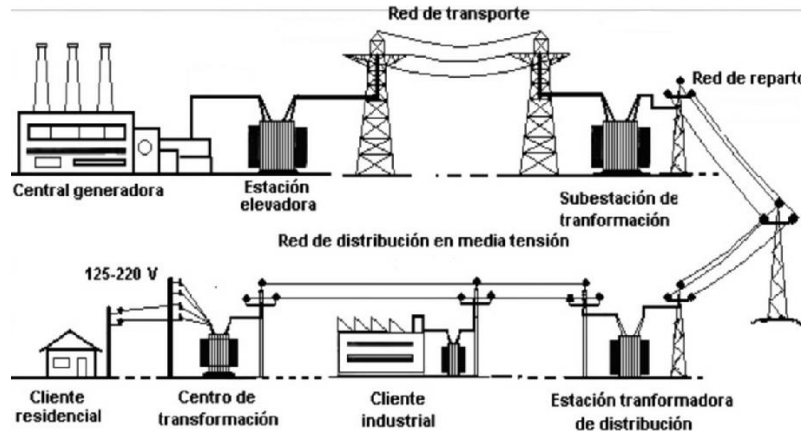 Red de transporte
Red de reparto
Central generadora
Estación
elevadora
Subestación de
tranformación
Red de distribución en media tensión
125-220 V
Cliente
residencial
Centro de
transformación
Cliente
industrial
Estación tranformadora
de distribución